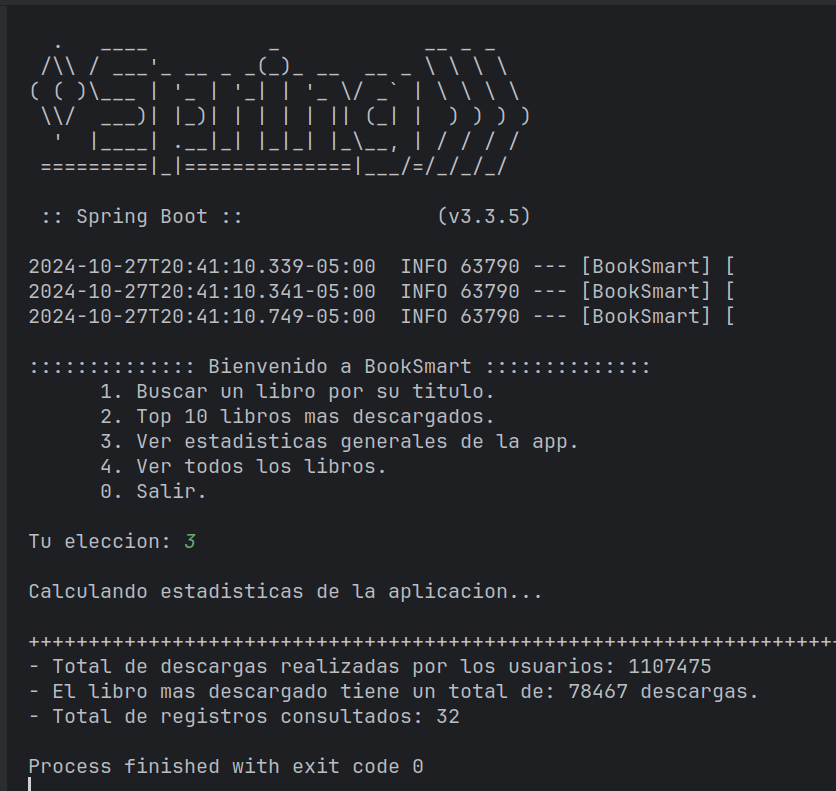 .   ____          _            __ _ _
 /\\ / ___'_ __ _ _(_)_ __  __ _ \ \ \ \
( ( )\___ | '_ | '_| | '_ \/ _` | \ \ \ \
 \\/  ___)| |_)| | | | | || (_| |  ) ) ) )
  '  |____| .__|_| |_|_| |_\__, | / / / /
 =========|_|==============|___/=/_/_/_/
 :: Spring Boot ::                (v3.3.5)
2024-10-27T20:41:10.339-05:00  INFO 63790 --- [BookSmart] [
2024-10-27T20:41:10.341-05:00  INFO 63790 --- [BookSmart] [
2024-10-27T20:41:10.749-05:00  INFO 63790 --- [BookSmart] [
:::::::::::::: Bienvenido a BookSmart ::::::::::::::
      1. Buscar un libro por su titulo.
      2. Top 10 libros mas descargados.
      3. Ver estadisticas generales de la app.
      4. Ver todos los libros.
      0. Salir.
Tu eleccion: 3
Calculando estadisticas de la aplicacion...
++++++++++++++++++++++++++++++++++++++++++++++++++++++++++++++++++++
- Total de descargas realizadas por los usuarios: 1107475
- El libro mas descargado tiene un total de: 78467 descargas.
- Total de registros consultados: 32
Process finished with exit code 0